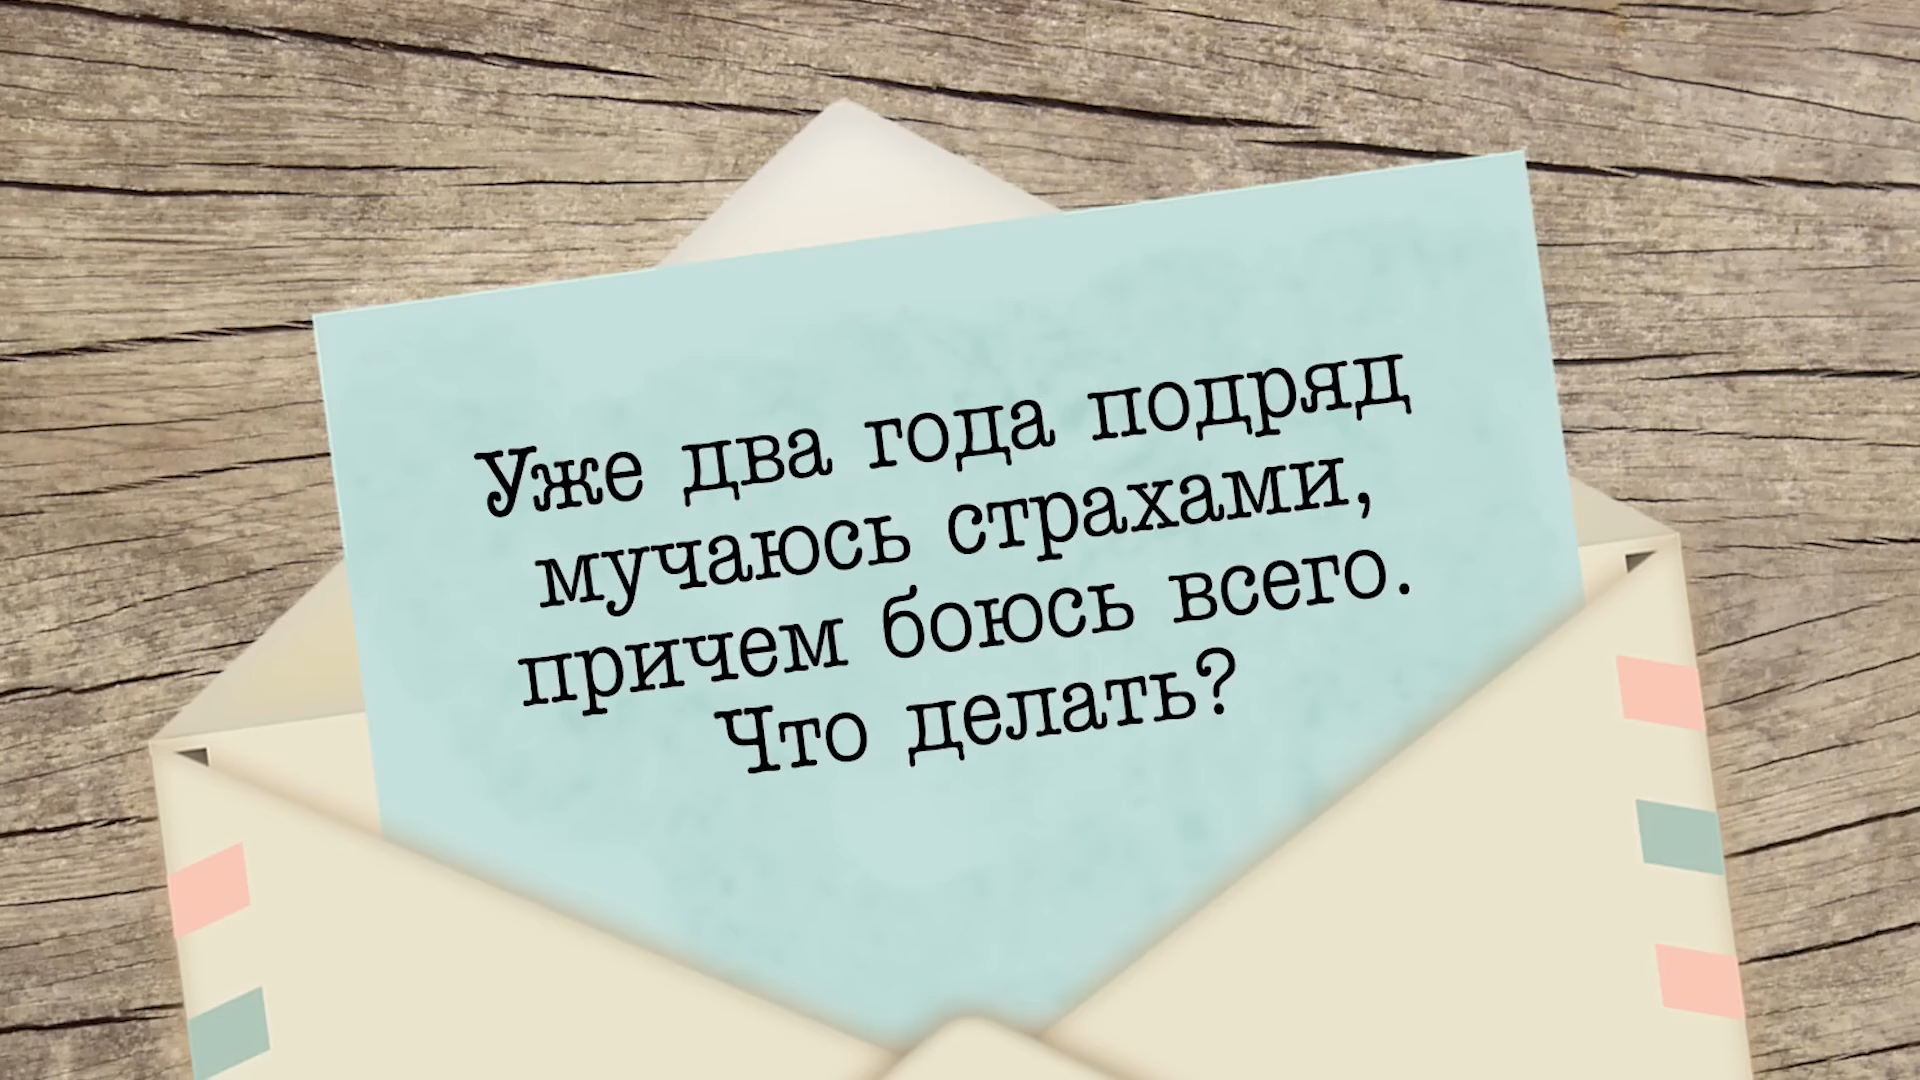 Уже два года подряд
мучаюсь страхами,
причем боюсь всего.
Что делать?